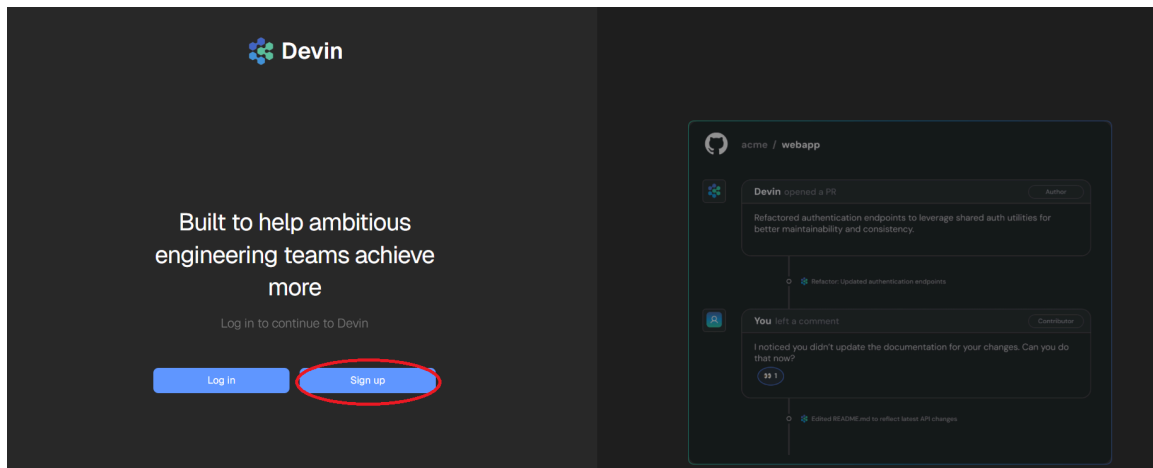 Devin
Built to help ambitious
engineering teams achieve
more
Log in to continue to Devin
Log in
Sign up
acme / webapp
Devin opened a PR
Author
Refactored authentication endpoints to leverage shared auth utilities for
better maintainability and consistency.
Refactor: Updated authentication endpoints
You left a comment
Contributor
I noticed you didn't update the documentation for your changes. Can you do
that now?
1
Edited README.md to reflect latest API changes